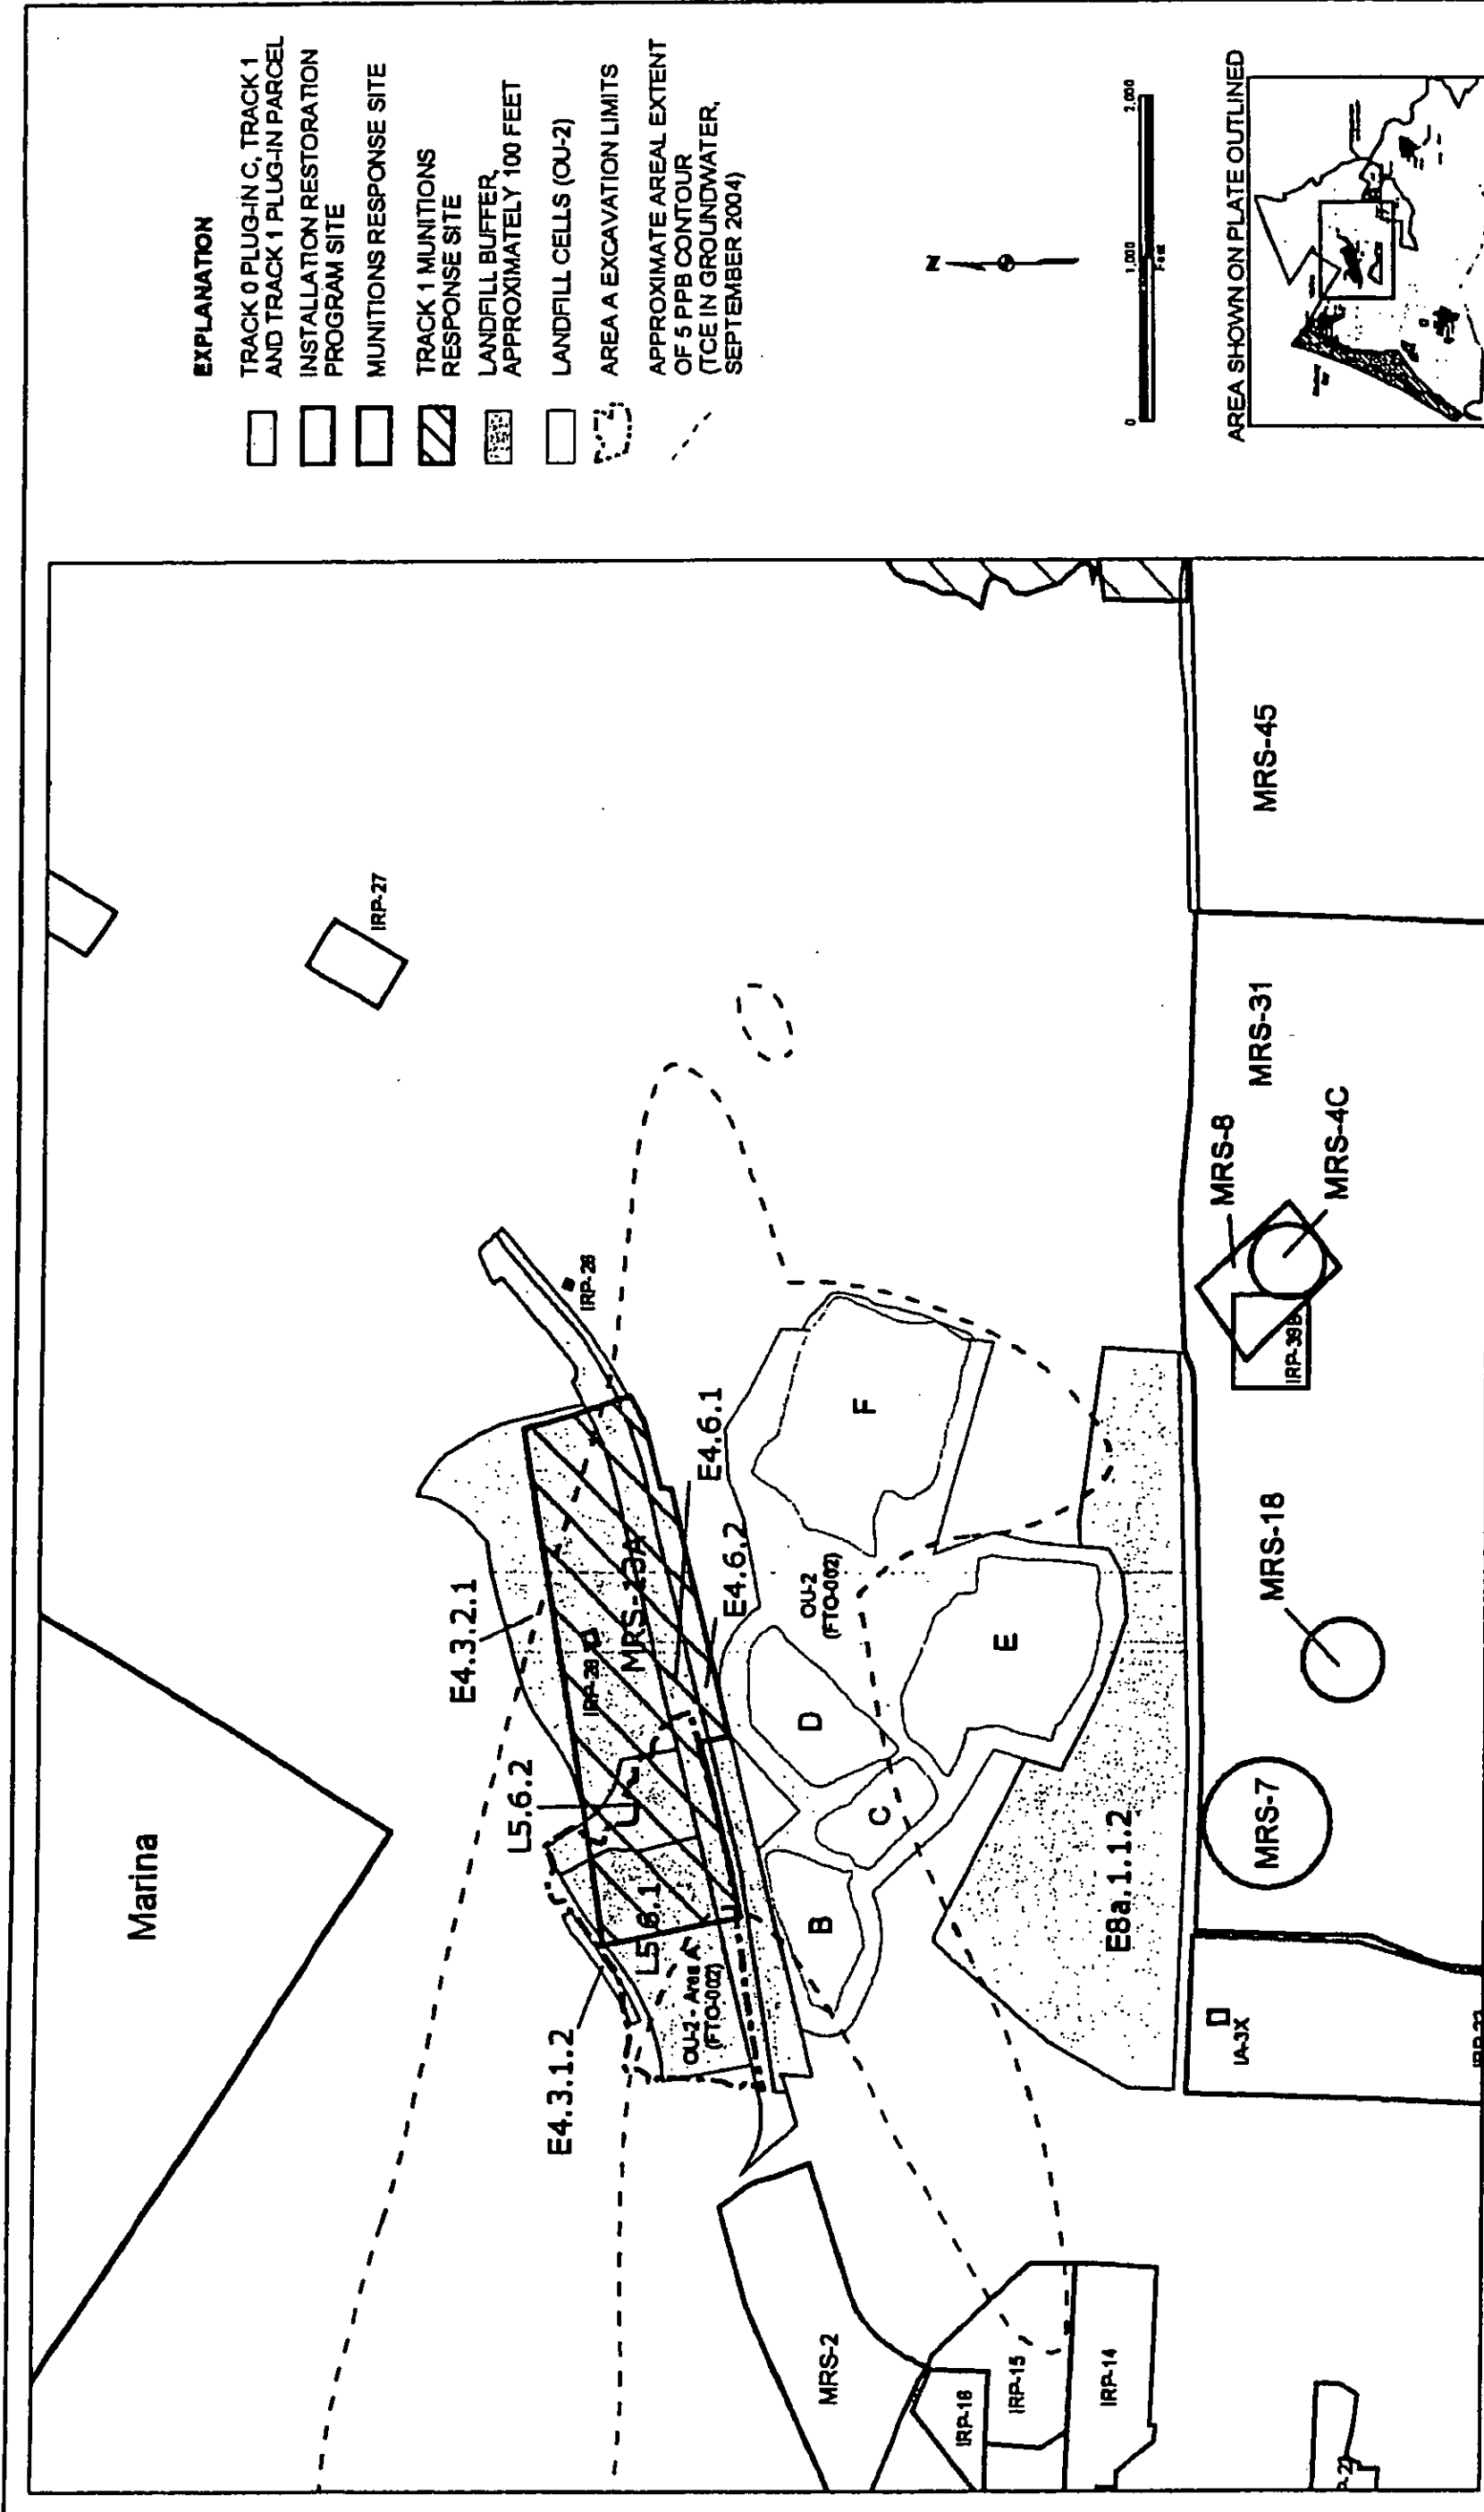 EXPLANATION
TRACK 0 PLUG-IN C, TRACK 1
AND TRACK 1 PLUG-IN PARCEL
INSTALLATION RESTORATION
PROGRAM SITE
MUNITIONS RESPONSE SITE
TRACK 1 MUNITIONS
RESPONSE SITE
LANDFILL BUFFER,
APPROXIMATELY 100 FEET
LANDFILL CELLS (OU-2)
AREA A EXCAVATION LIMITS
APPROXIMATE AREAL EXTENT
OF 5 PPB CONTOUR
(TCE IN GROUNDWATER,
SEPTEMBER 2004)
N
0 1,000 2,000
Feet
AREA SHOWN ON PLATE OUTLINED
Marina
IRP-27
E4.3.2.1
L5.6.2
E4.3.1.2
IRP-28
IRP-28
MRS-13A
L5.6.1
OU-2 - Area A
(FTO-002)
E4.6.1
E4.6.2
OU-2
(FTO-002)
F
D
E
C
B
MRS-2
IRP-16
IRP-15
IRP-14
E8a.1.1.2
MRS-45
MRS-31
MRS-8
MRS-4C
IRP-39B
MRS-18
MRS-7
IA-3X